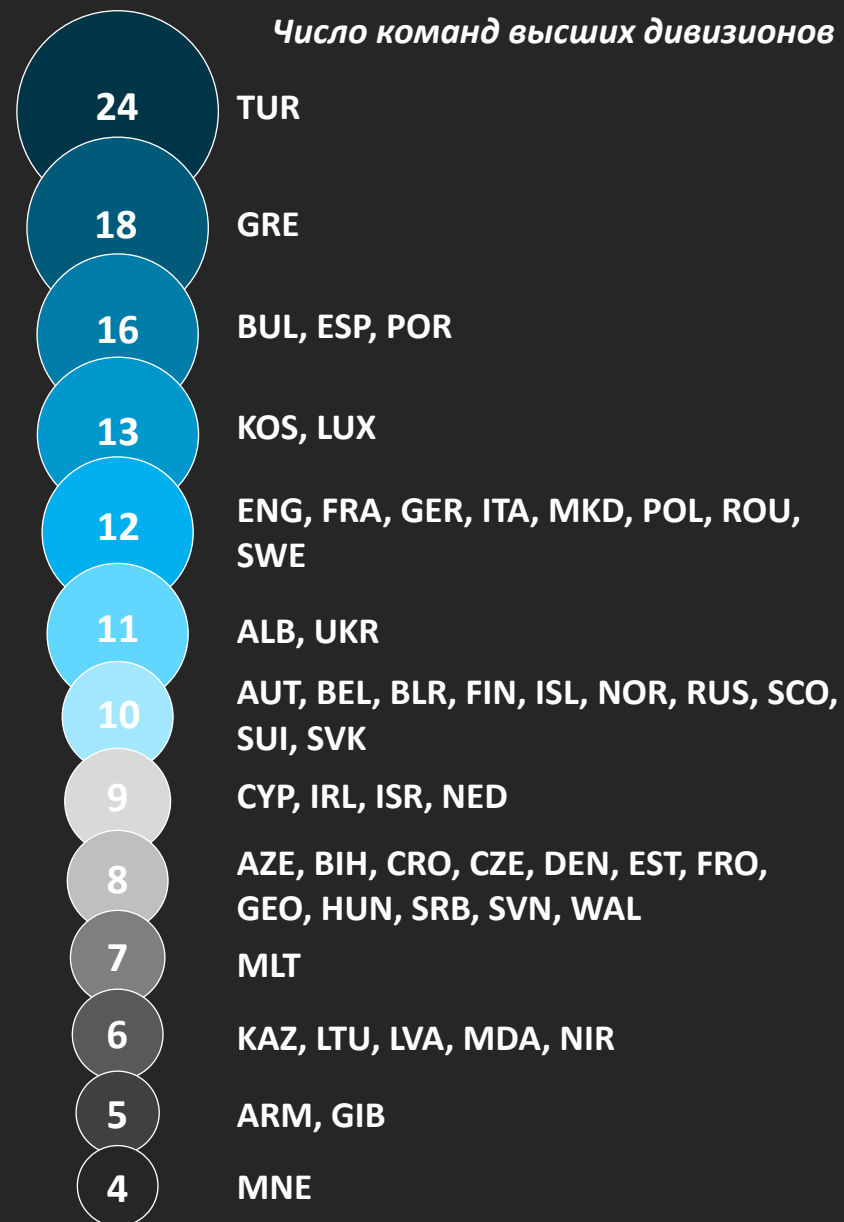 Число команд высших дивизионов
24 TUR
18 GRE
16 BUL, ESP, POR
13 KOS, LUX
12 ENG, FRA, GER, ITA, MKD, POL, ROU,
SWE
11 ALB, UKR
10 AUT, BEL, BLR, FIN, ISL, NOR, RUS, SCO,
SUI, SVK
9 CYP, IRL, ISR, NED
8 AZE, BIH, CRO, CZE, DEN, EST, FRO,
GEO, HUN, SRB, SVN, WAL
7 MLT
6 KAZ, LTU, LVA, MDA, NIR
5 ARM, GIB
4 MNE